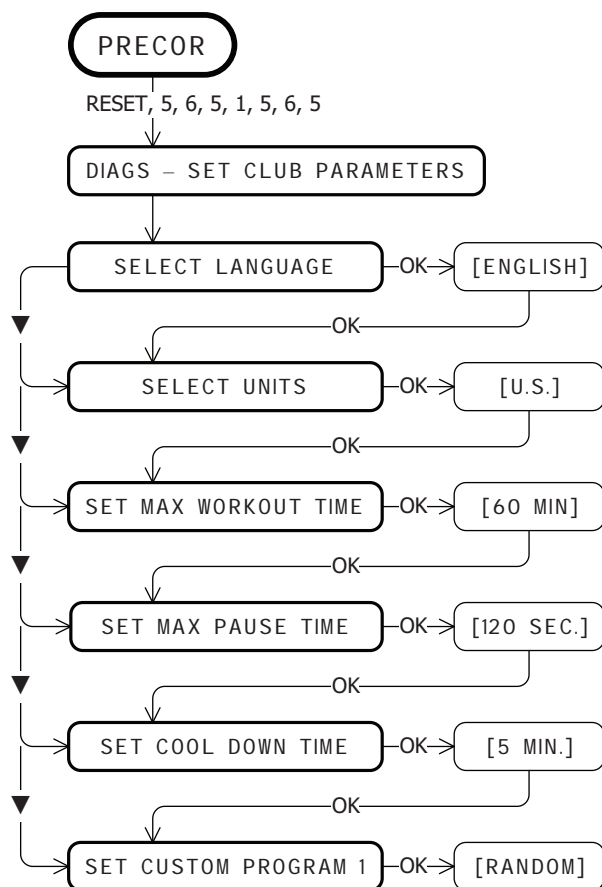 PRECOR
RESET, 5, 6, 5, 1, 5, 6, 5
DIAGS – SET CLUB PARAMETERS
SELECT LANGUAGE
OK
[ENGLISH]
OK
SELECT UNITS
OK
[U.S.]
OK
SET MAX WORKOUT TIME
OK
[60 MIN]
OK
SET MAX PAUSE TIME
OK
[120 SEC.]
OK
SET COOL DOWN TIME
OK
[5 MIN.]
OK
SET CUSTOM PROGRAM 1
OK
[RANDOM]